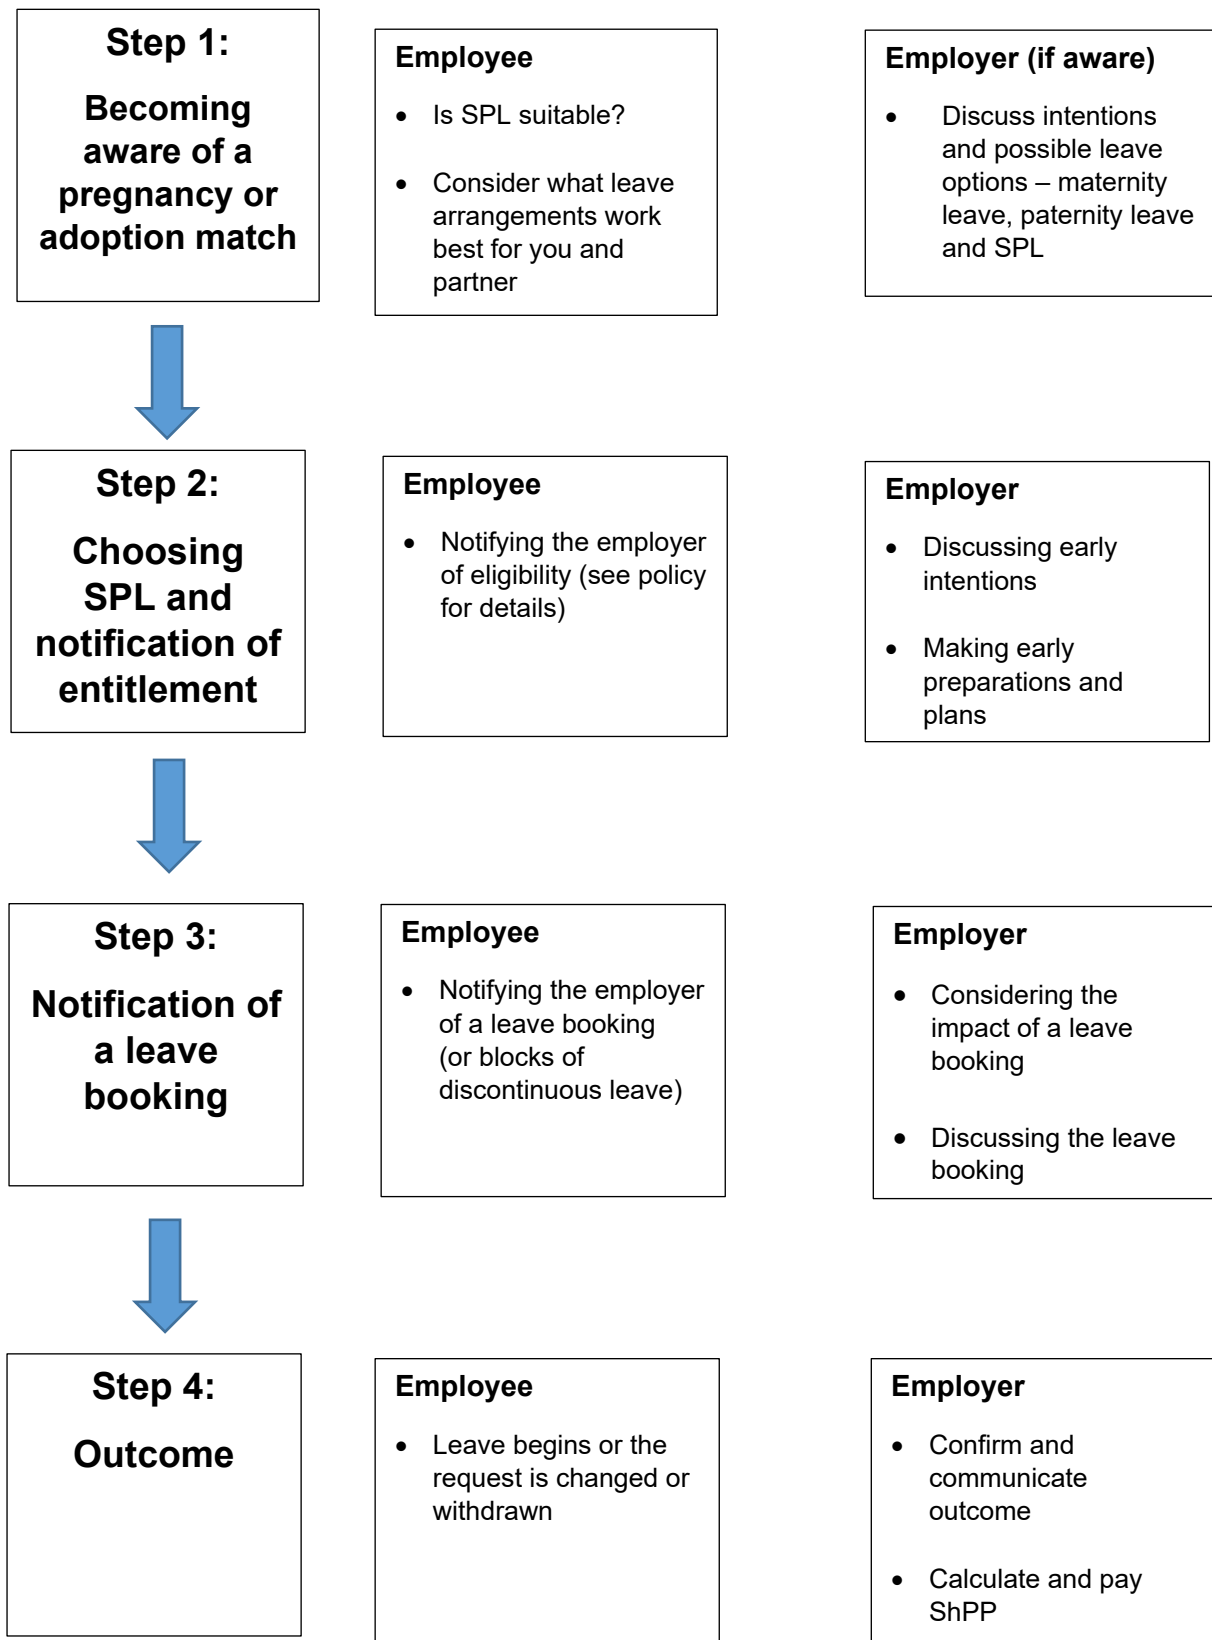 Step 1:
Becoming
aware of a
pregnancy or
adoption match
Employee
• Is SPL suitable?
• Consider what leave
arrangements work
best for you and
partner
Employer (if aware)
• Discuss intentions
and possible leave
options – maternity
leave, paternity leave
and SPL
Step 2:
Choosing
SPL and
notification of
entitlement
Employee
• Notifying the employer
of eligibility (see policy
for details)
Employer
• Discussing early
intentions
• Making early
preparations and
plans
Step 3:
Notification of
a leave
booking
Employee
• Notifying the employer
of a leave booking
(or blocks of
discontinuous leave)
Employer
• Considering the
impact of a leave
booking
• Discussing the leave
booking
Step 4:
Outcome
Employee
• Leave begins or the
request is changed or
withdrawn
Employer
• Confirm and
communicate
outcome
• Calculate and pay
ShPP